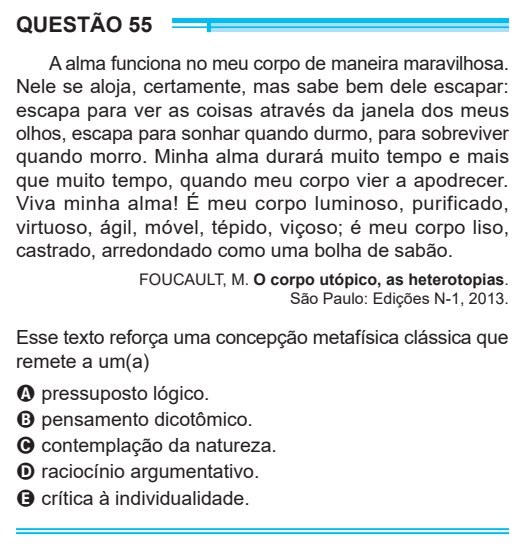 QUESTÃO 55
A alma funciona no meu corpo de maneira maravilhosa.
Nele se aloja, certamente, mas sabe bem dele escapar:
escapa para ver as coisas através da janela dos meus
olhos, escapa para sonhar quando durmo, para sobreviver
quando morro. Minha alma durará muito tempo e mais
que muito tempo, quando meu corpo vier a apodrecer.
Viva minha alma! É meu corpo luminoso, purificado,
virtuoso, ágil, móvel, tépido, viçoso; é meu corpo liso,
castrado, arredondado como uma bolha de sabão.
FOUCAULT, M. O corpo utópico, as heterotopias.
São Paulo: Edições N-1, 2013.
Esse texto reforça uma concepção metafísica clássica que
remete a um(a)
A pressuposto lógico.
B pensamento dicotômico.
C contemplação da natureza.
D raciocínio argumentativo.
E crítica à individualidade.